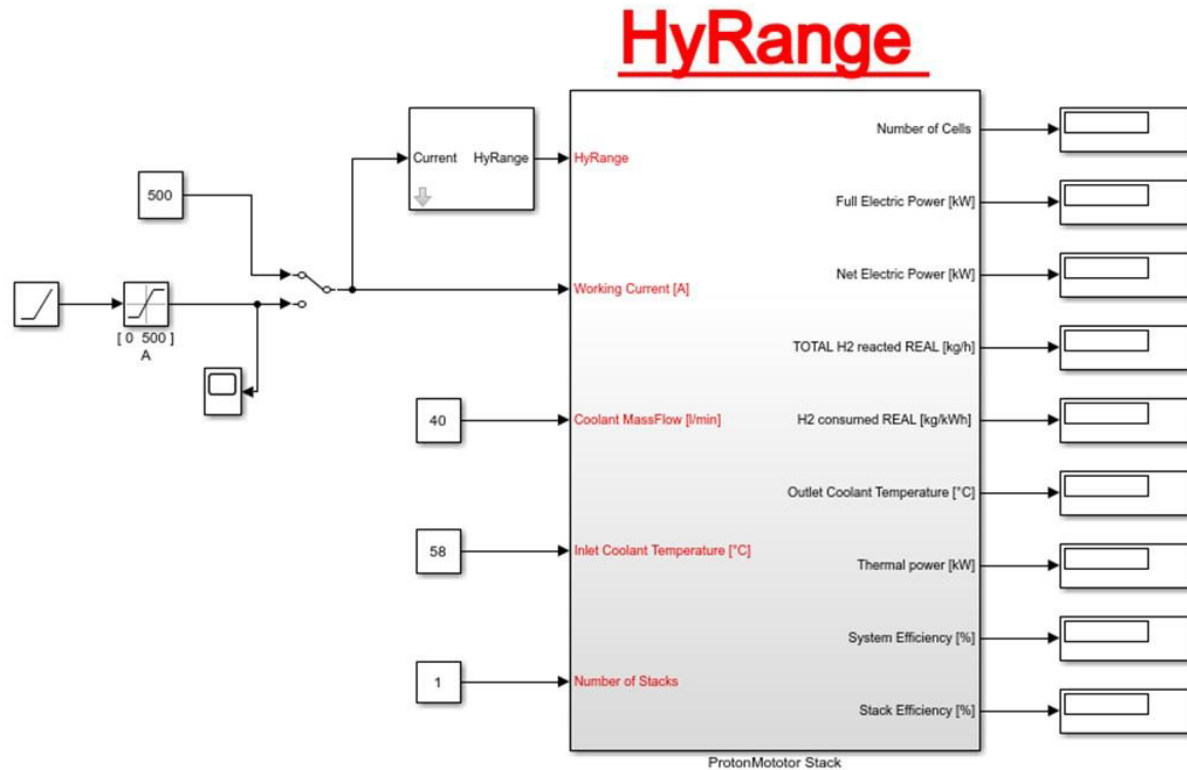 HyRange
Number of Cells
Current HyRange
HyRange
500
Full Electric Power [kW]
Net Electric Power [kW]
Working Current [A]
[ 0 500 ]
A
TOTAL H2 reacted REAL [kg/h]
40
Coolant MassFlow [l/min]
H2 consumed REAL [kg/kWh]
Outlet Coolant Temperature [°C]
58
Inlet Coolant Temperature [°C]
Thermal power [kW]
System Efficiency [%]
1
Number of Stacks
Stack Efficiency [%]
ProtonMototor Stack